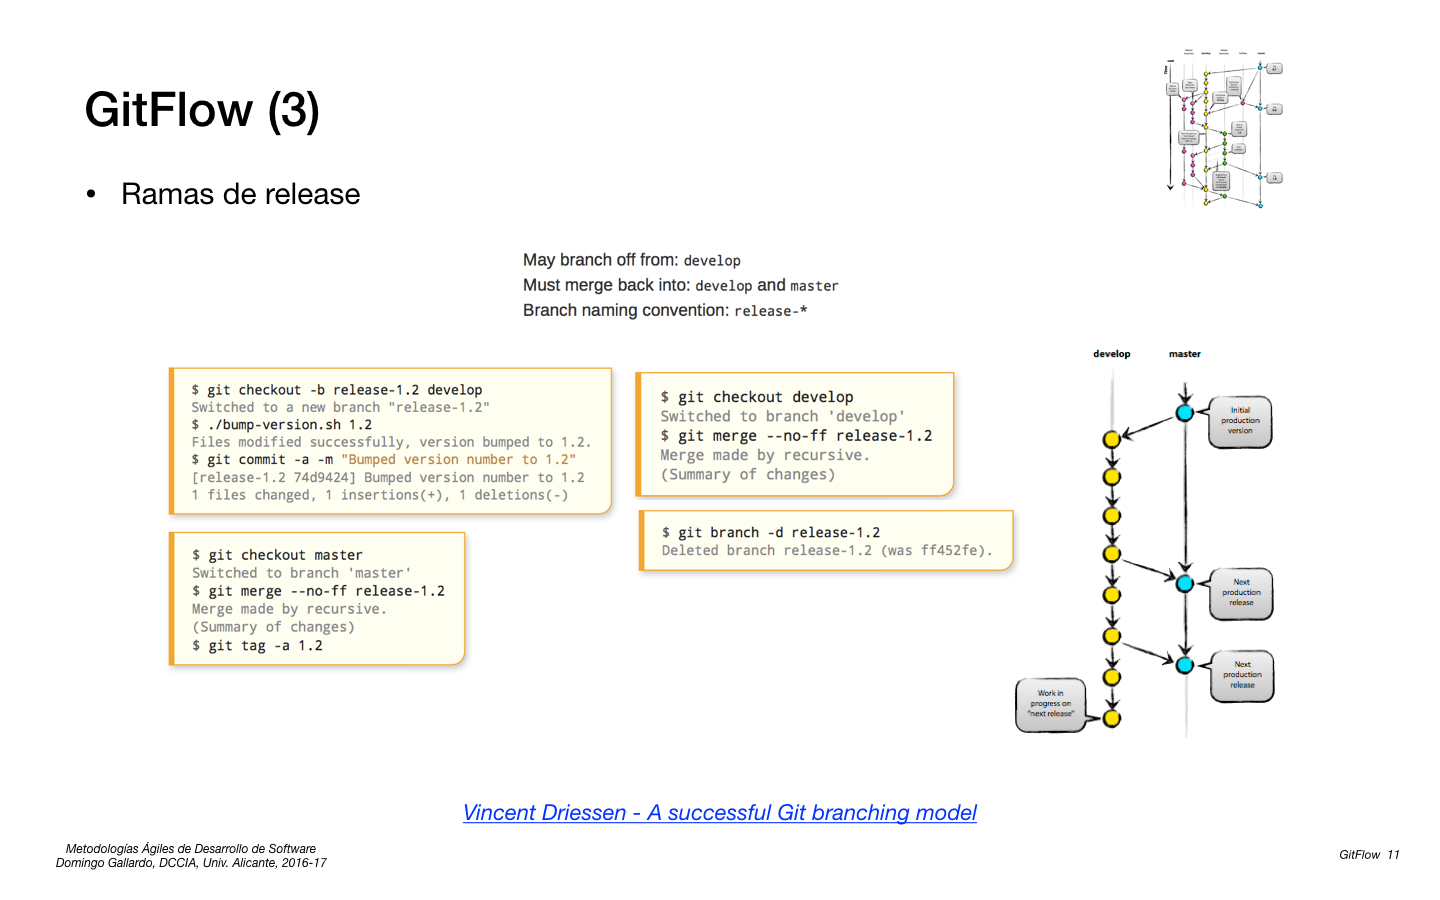 GitFlow (3)
• Ramas de release
May branch off from: develop
Must merge back into: develop and master
Branch naming convention: release-*
$ git checkout -b release-1.2 develop
Switched to a new branch "release-1.2"
$ ./bump-version.sh 1.2
Files modified successfully, version bumped to 1.2.
$ git commit -a -m "Bumped version number to 1.2"
[release-1.2 74d9424] Bumped version number to 1.2
1 files changed, 1 insertions(+), 1 deletions(-)
$ git checkout master
Switched to branch 'master'
$ git merge --no-ff release-1.2
Merge made by recursive.
(Summary of changes)
$ git tag -a 1.2
$ git checkout develop
Switched to branch 'develop'
$ git merge --no-ff release-1.2
Merge made by recursive.
(Summary of changes)
$ git branch -d release-1.2
Deleted branch release-1.2 (was ff452fe).
develop master
Initial
production
version
Next
production
release
Next
production
release
Work in
progress on
"next release"
Vincent Driessen - A successful Git branching model
Metodologías Ágiles de Desarrollo de Software
Domingo Gallardo, DCCIA, Univ. Alicante, 2016-17
GitFlow 11